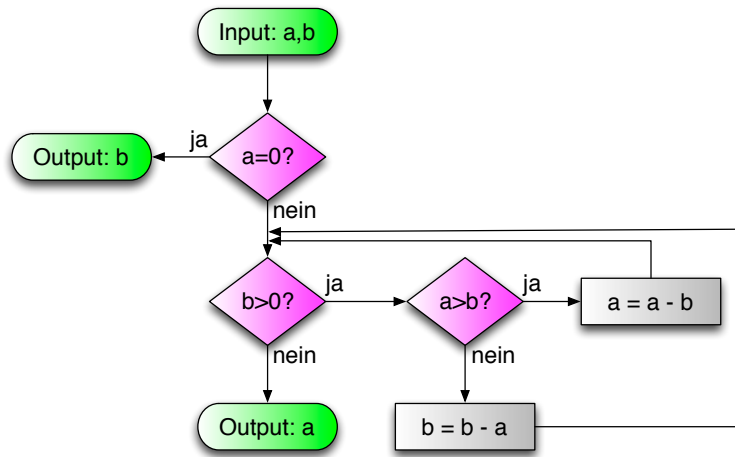 Input: a,b
ja
Output: b
a=0?
nein
b>0?
ja
a>b?
ja
a = a - b
nein
nein
Output: a
b = b - a